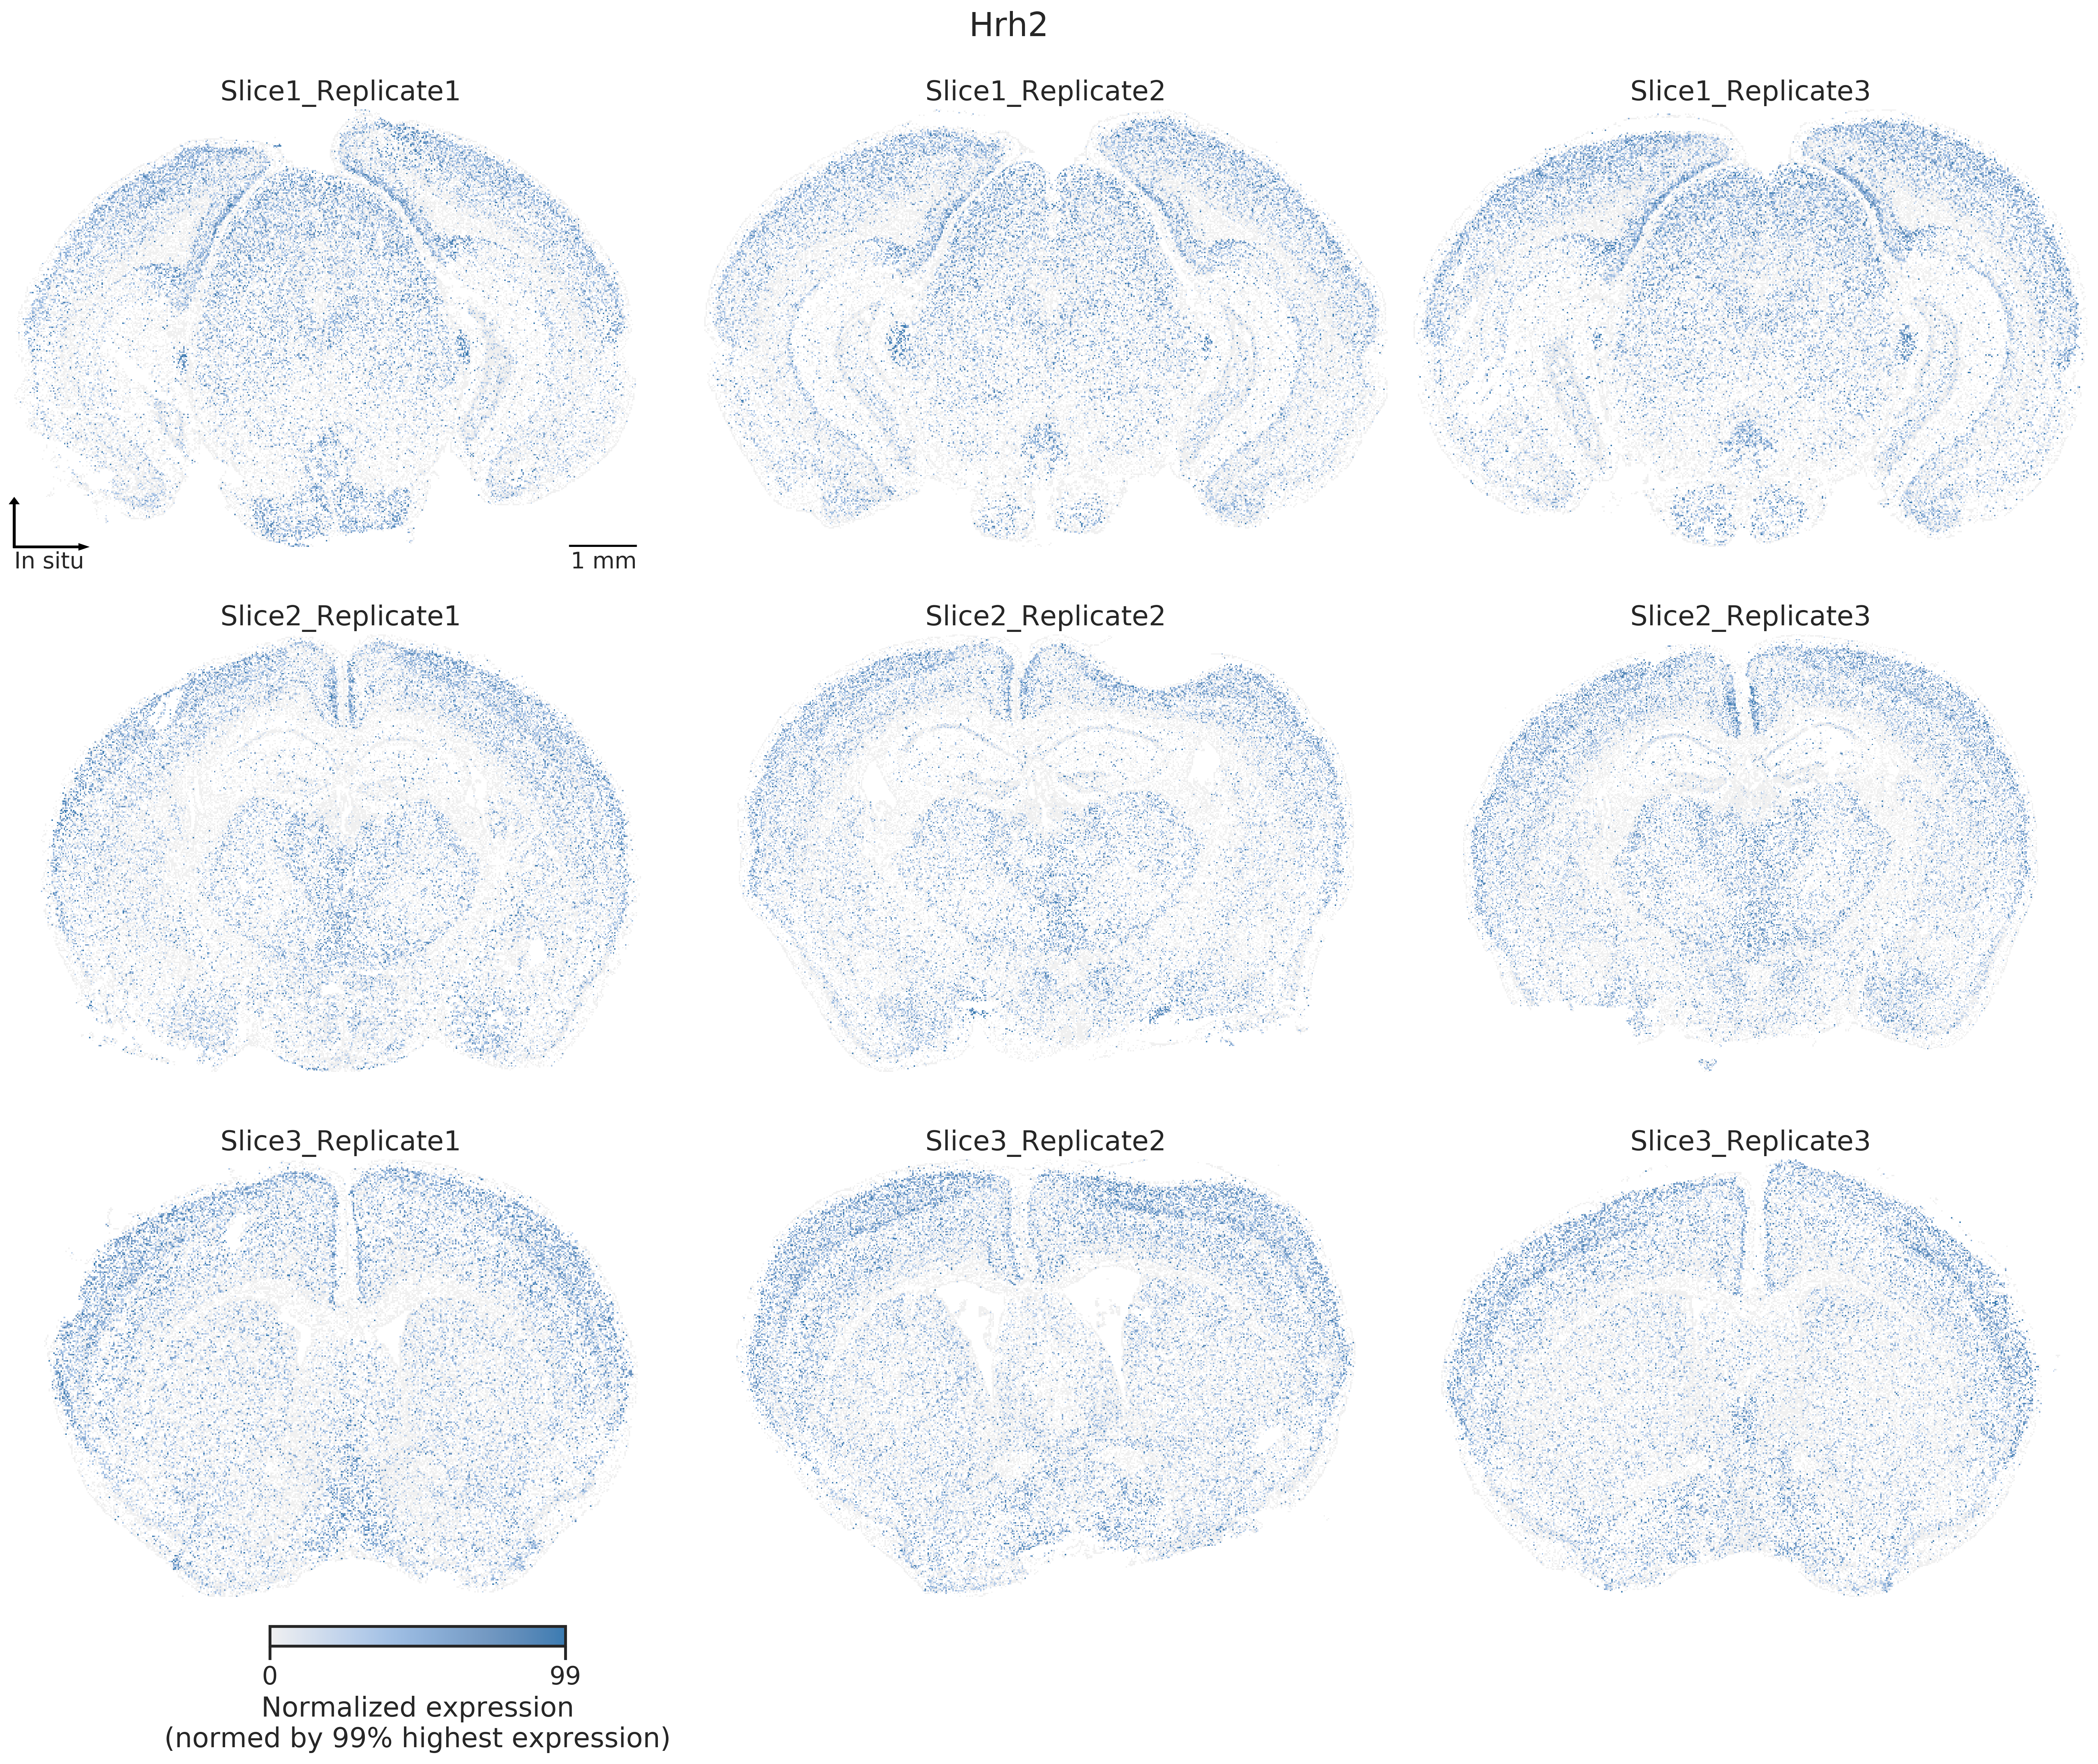 Hrh2
Slice1_Replicate1
Slice1_Replicate2
Slice1_Replicate3
In situ
1 mm
Slice2_Replicate1
Slice2_Replicate2
Slice2_Replicate3
Slice3_Replicate1
Slice3_Replicate2
Slice3_Replicate3
0
99
Normalized expression
(normed by 99% highest expression)